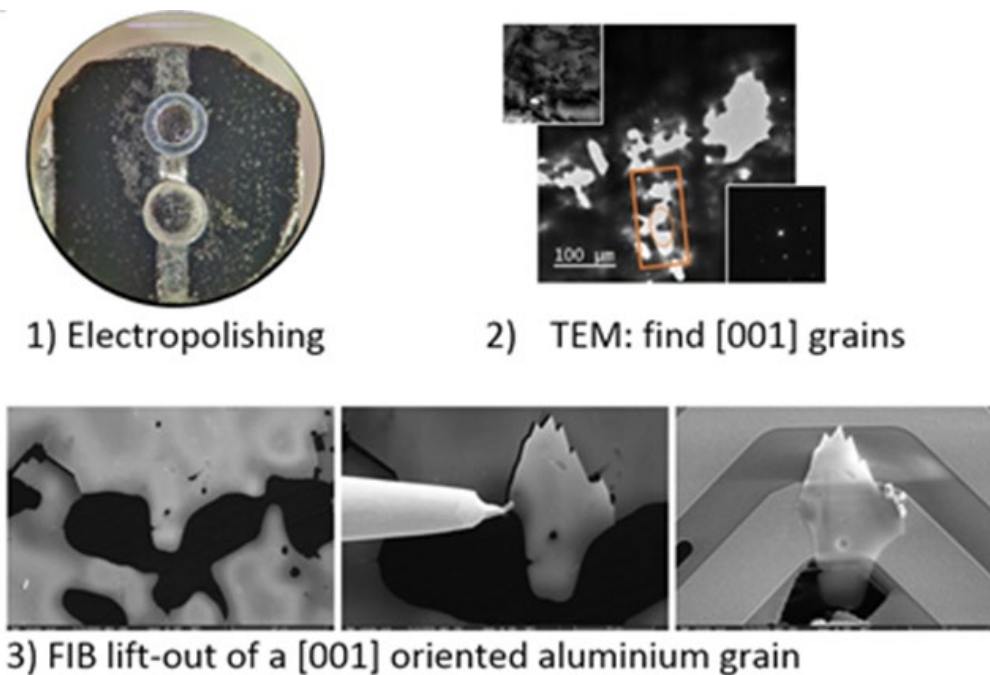 1) Electropolishing
2) TEM: find [001] grains
100 µm
3) FIB lift-out of a [001] oriented aluminium grain